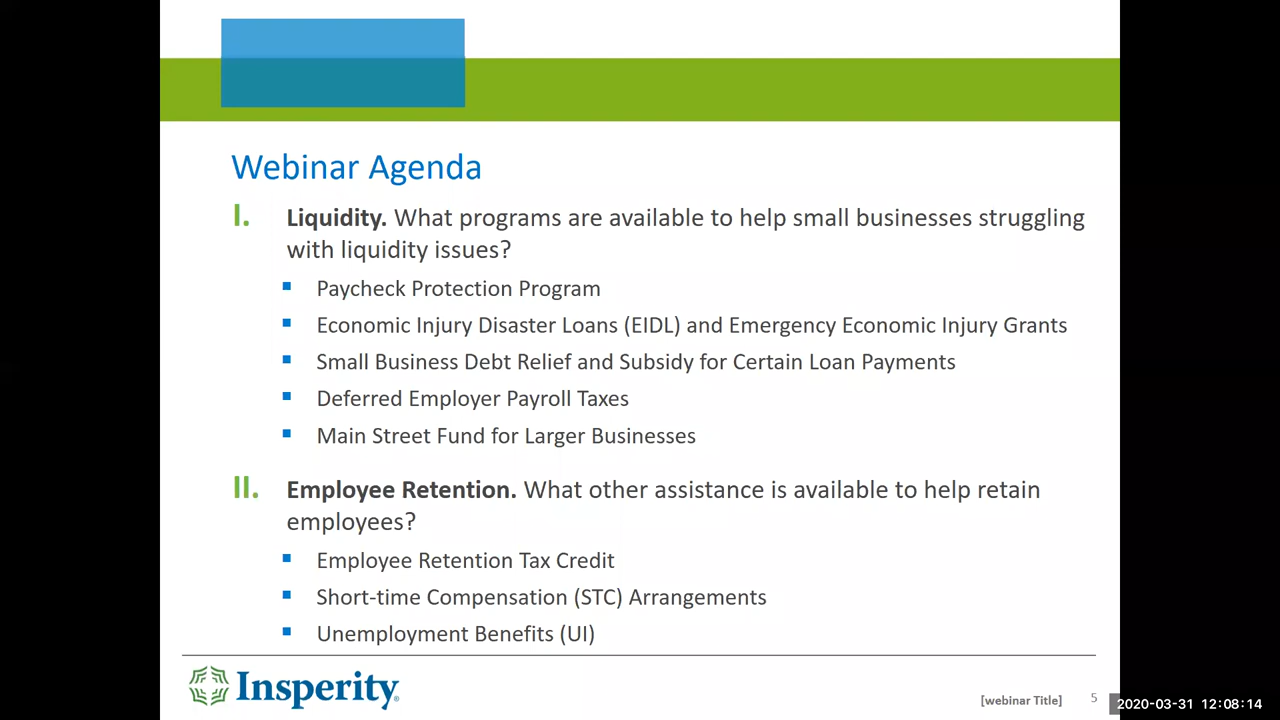 Webinar Agenda
I. Liquidity. What programs are available to help small businesses struggling
with liquidity issues?
▪ Paycheck Protection Program
▪ Economic Injury Disaster Loans (EIDL) and Emergency Economic Injury Grants
▪ Small Business Debt Relief and Subsidy for Certain Loan Payments
▪ Deferred Employer Payroll Taxes
▪ Main Street Fund for Larger Businesses
II. Employee Retention. What other assistance is available to help retain
employees?
▪ Employee Retention Tax Credit
▪ Short-time Compensation (STC) Arrangements
▪ Unemployment Benefits (UI)
Insperity®
[webinar Title] 5
2020-03-31 12:08:14